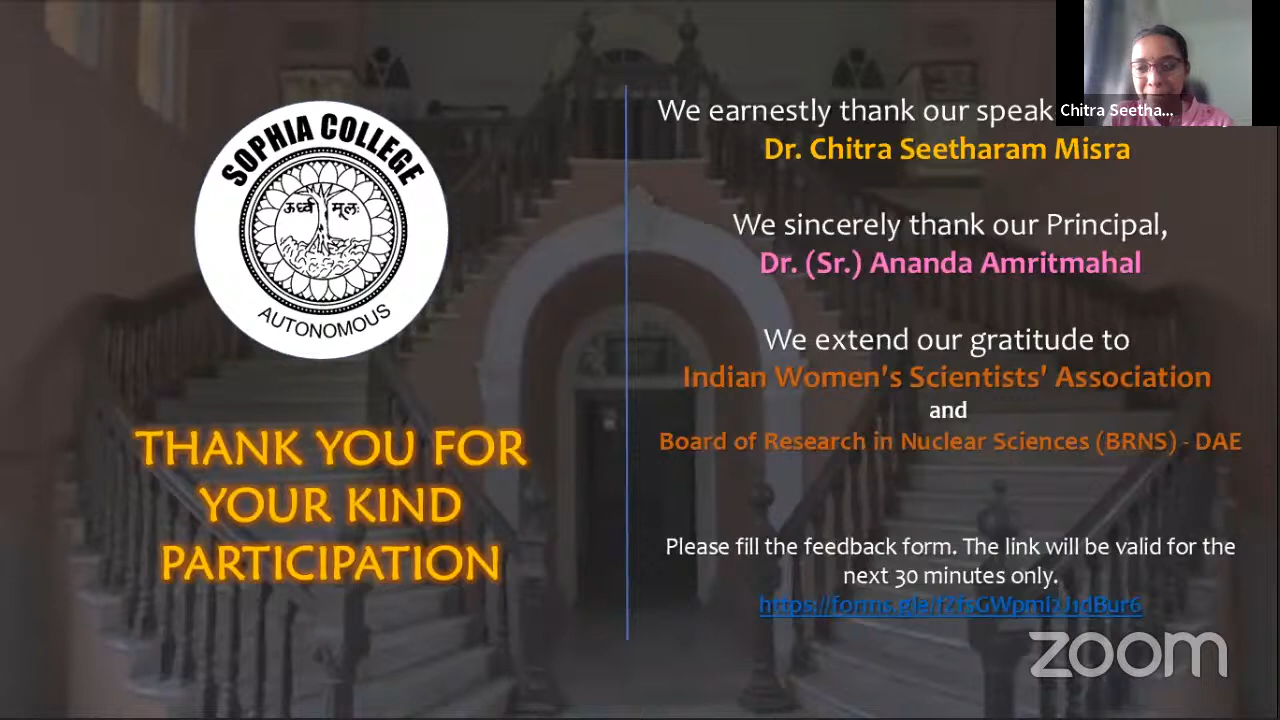 SOPHIA COLLEGE
ऊर्ध्व मूलः
AUTONOMOUS
THANK YOU FOR
YOUR KIND
PARTICIPATION
We earnestly thank our speak
Dr. Chitra Seetharam Misra
We sincerely thank our Principal,
Dr. (Sr.) Ananda Amritmahal
We extend our gratitude to
Indian Women's Scientists' Association
and
Board of Research in Nuclear Sciences (BRNS) - DAE
Please fill the feedback form. The link will be valid for the
next 30 minutes only.
Chitra Seetha...
zoom